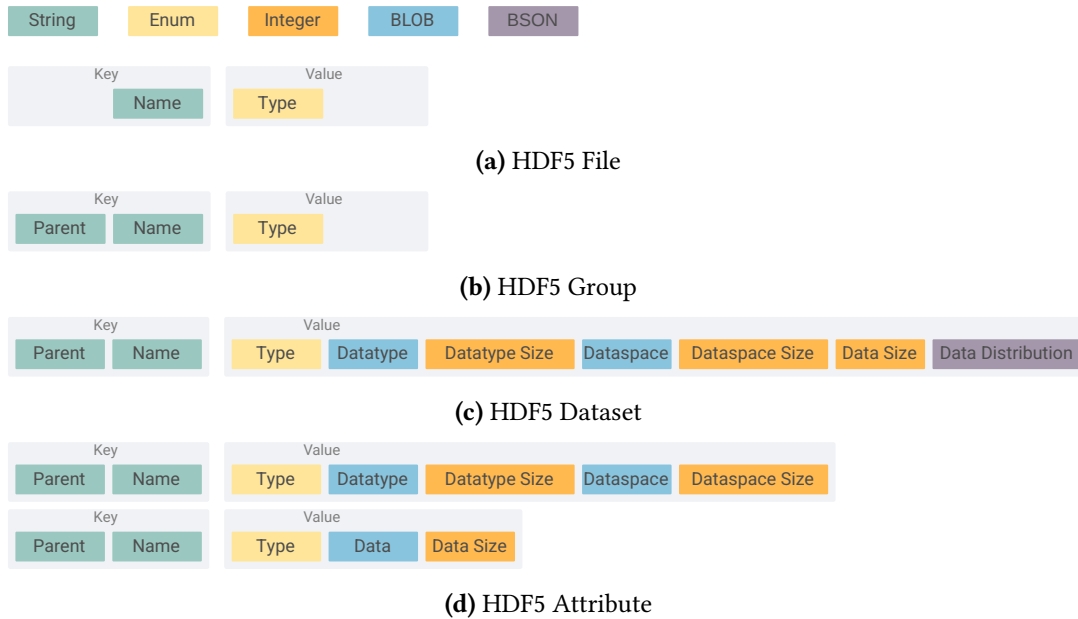 String Enum Integer BLOB BSON
Key Value
Name Type
(a) HDF5 File
Key Value
Parent Name Type
(b) HDF5 Group
Key Value
Parent Name Type Datatype Datatype Size Dataspace Dataspace Size Data Size Data Distribution
(c) HDF5 Dataset
Key Value
Parent Name Type Datatype Datatype Size Dataspace Dataspace Size
Key Value
Parent Name Type Data Data Size
(d) HDF5 Attribute